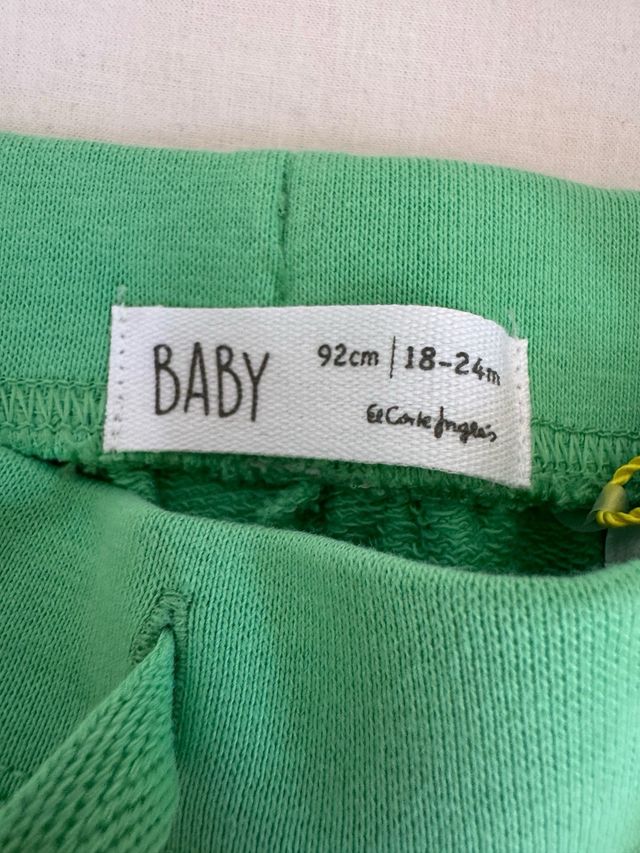 BABY
92cm | 18-24m
El Corte Inglés